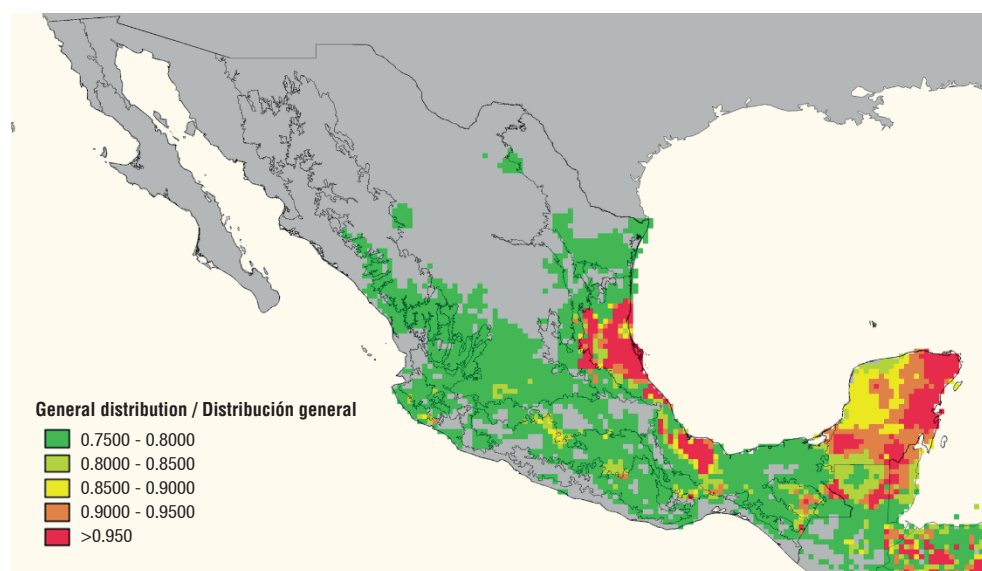 General distribution / Distribución general
0.7500 - 0.8000
0.8000 - 0.8500
0.8500 - 0.9000
0.9000 - 0.9500
>0.950